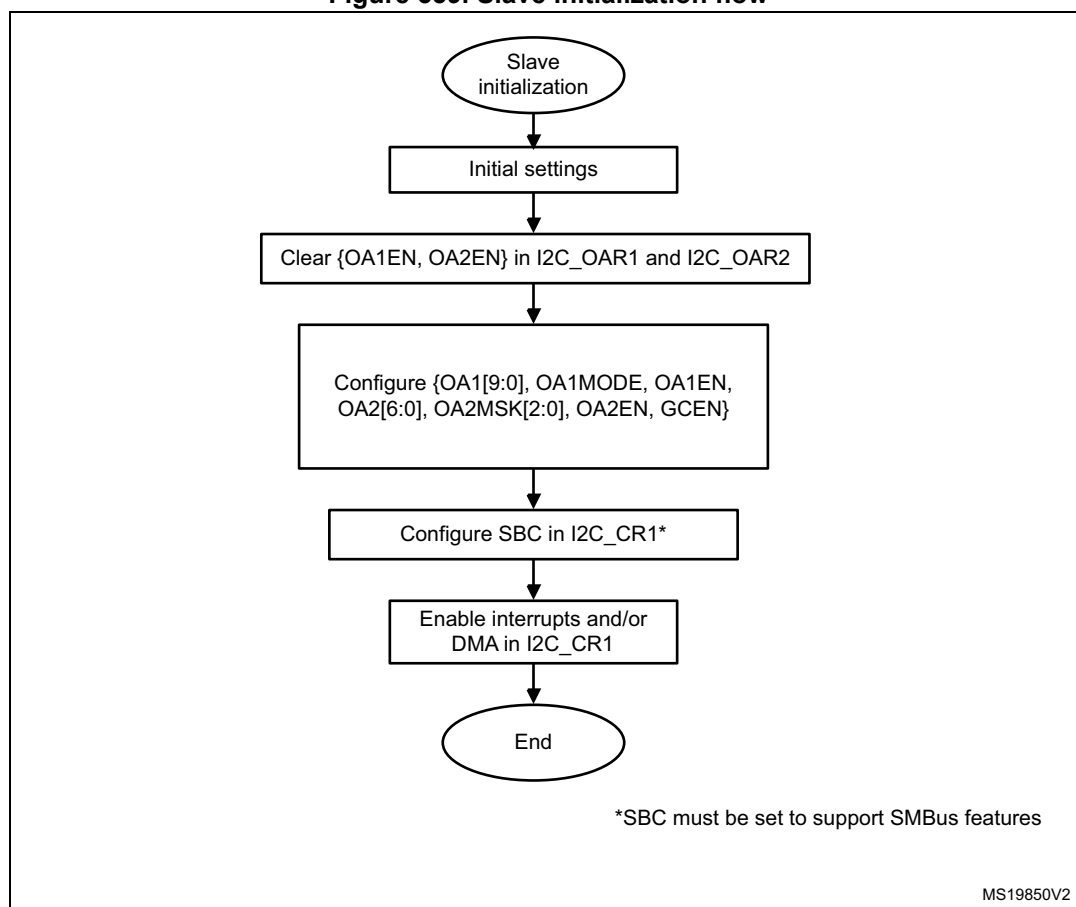 Slave
initialization
Initial settings
Clear {OA1EN, OA2EN} in I2C_OAR1 and I2C_OAR2
Configure {OA1[9:0], OA1MODE, OA1EN,
OA2[6:0], OA2MSK[2:0], OA2EN, GCEN}
Configure SBC in I2C_CR1*
Enable interrupts and/or
DMA in I2C_CR1
End
*SBC must be set to support SMBus features
MS19850V2